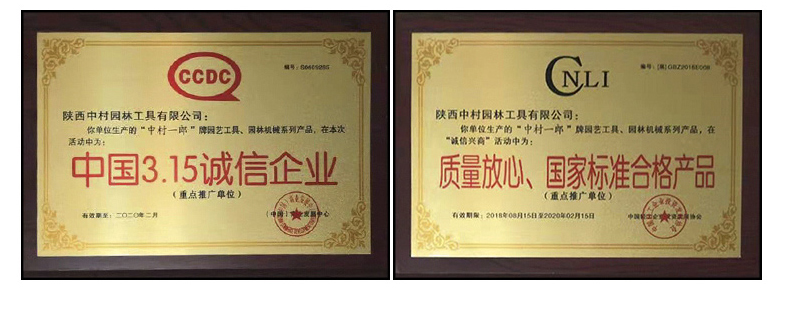 CCDC
陕西中村园林工具有限公司：
你单位生产的“中村一郎”牌园艺工具、园林机械系列产品，在本次
活动中为：
中国3.15诚信企业
（重点推广单位）
有效期至：二〇二〇年二月
CNLI
陕西中村园林工具有限公司：
你单位生产的“中村一郎”牌园艺工具、园林机械系列产品，在
“诚信兴商”活动中为：
质量放心、国家标准合格产品
（重点推广单位）
有效期限：2018年08月15日至2020年02月15日